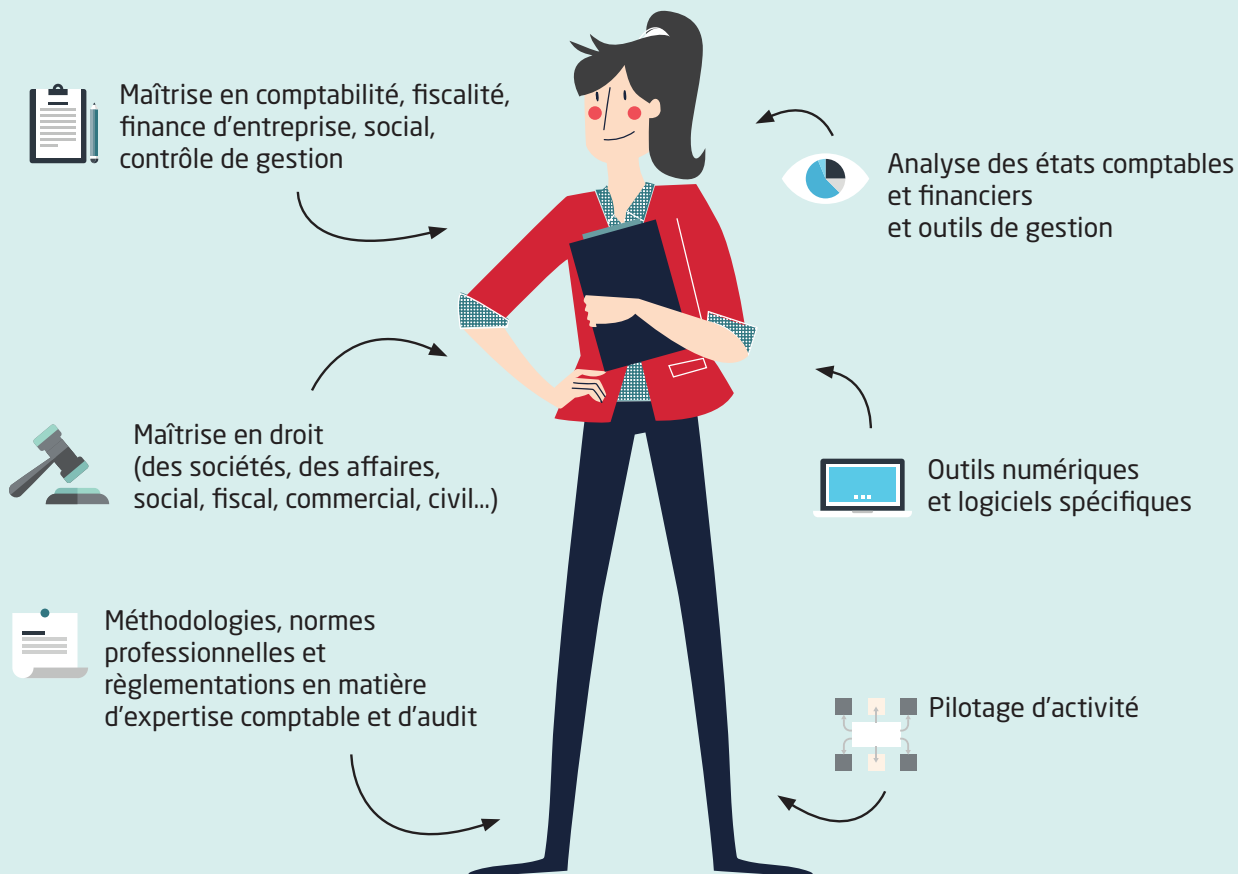 Maîtrise en comptabilité, fiscalité,
finance d'entreprise, social,
contrôle de gestion
Analyse des états comptables
et financiers
et outils de gestion
Maîtrise en droit
(des sociétés, des affaires,
social, fiscal, commercial, civil...)
Outils numériques
et logiciels spécifiques
Méthodologies, normes
professionnelles et
règlementations en matière
d'expertise comptable et d'audit
Pilotage d'activité